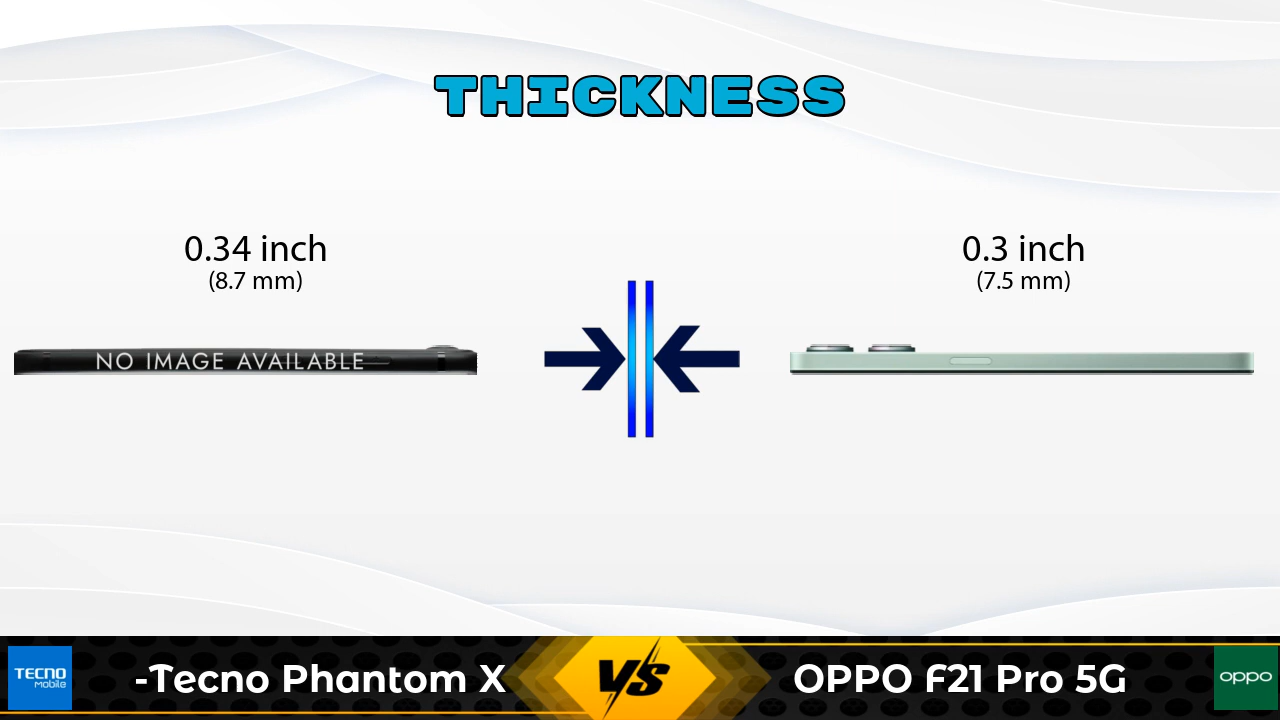 THICKNESS
0.34 inch
(8.7 mm)
0.3 inch
(7.5 mm)
NO IMAGE AVAILABLE
TECNO
mobile
-Tecno Phantom X
VS
OPPO F21 Pro 5G
oppo